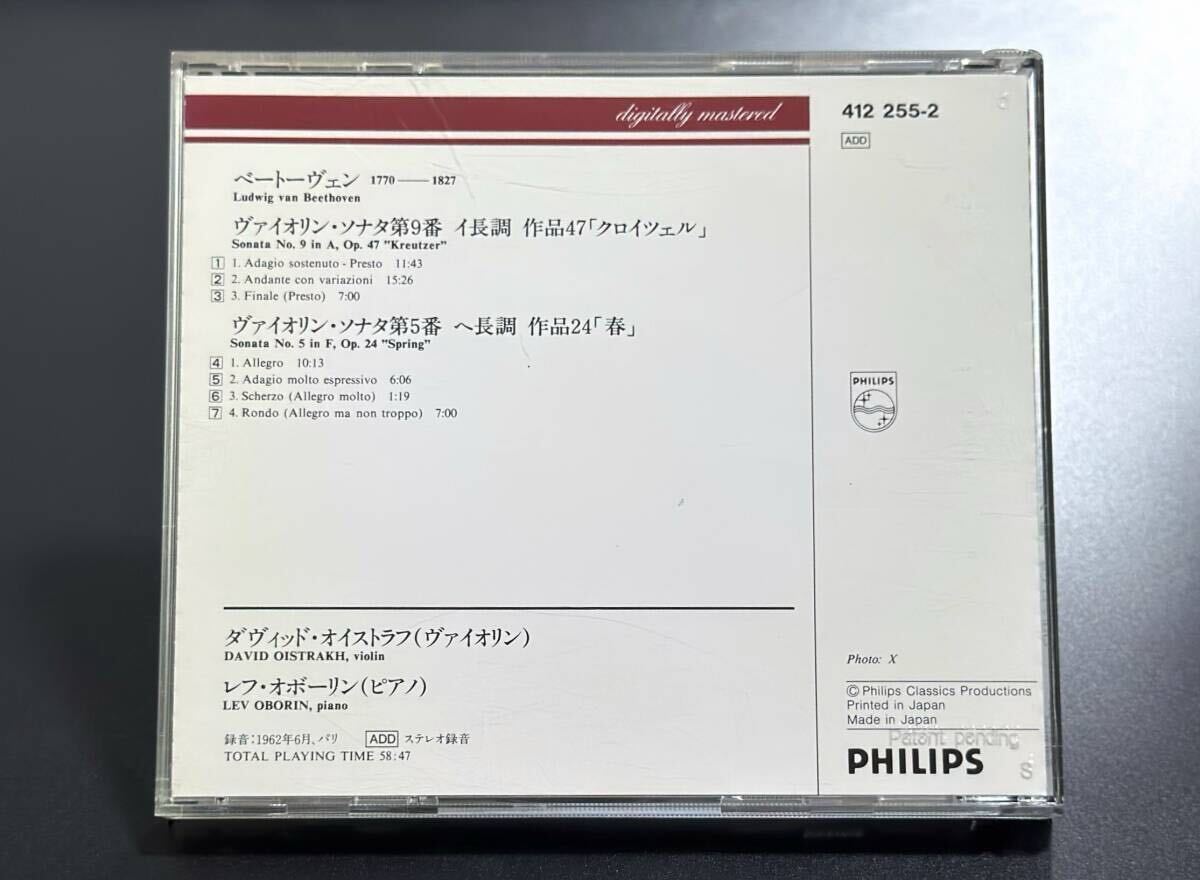 digitally mastered
412 255-2
ADD
ベートーヴェン 1770——1827
Ludwig van Beethoven
ヴァイオリン・ソナタ第9番 イ長調 作品47「クロイツェル」
Sonata No. 9 in A, Op. 47 "Kreutzer"
1 1. Adagio sostenuto - Presto 11:43
2 2. Andante con variazioni 15:26
3 3. Finale (Presto) 7:00
ヴァイオリン・ソナタ第5番 ヘ長調 作品24「春」
Sonata No. 5 in F, Op. 24 "Spring"
4 1. Allegro 10:13
5 2. Adagio molto espressivo 6:06
6 3. Scherzo (Allegro molto) 1:19
7 4. Rondo (Allegro ma non troppo) 7:00
PHILIPS
ダヴィッド・オイストラフ(ヴァイオリン)
DAVID OISTRAKH, violin
レフ・オボーリン(ピアノ)
LEV OBORIN, piano
録音:1962年6月、パリ ADD ステレオ録音
TOTAL PLAYING TIME 58:47
Photo: X
© Philips Classics Productions
Printed in Japan
Made in Japan
Patent pending
PHILIPS
S